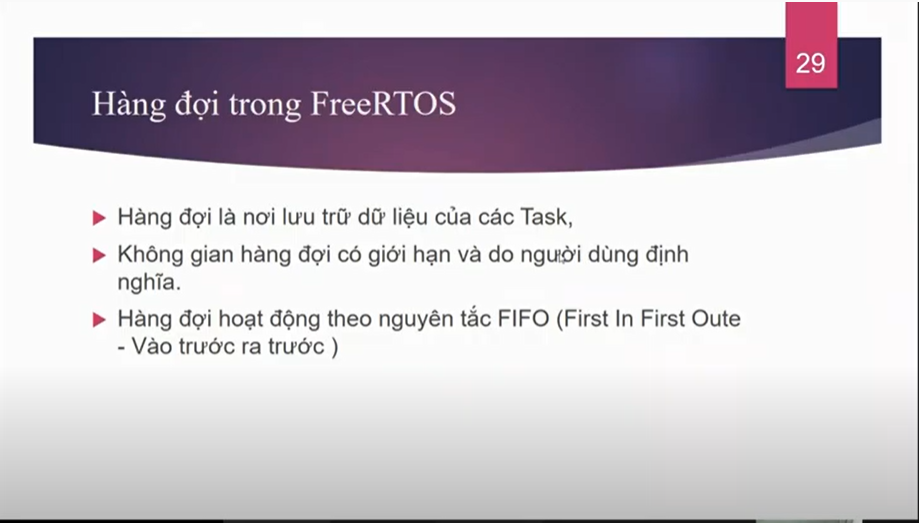 29
Hàng đợi trong FreeRTOS
Hàng đợi là nơi lưu trữ dữ liệu của các Task,
Không gian hàng đợi có giới hạn và do người dùng định
nghĩa.
Hàng đợi hoạt động theo nguyên tắc FIFO (First In First Oute
- Vào trước ra trước )